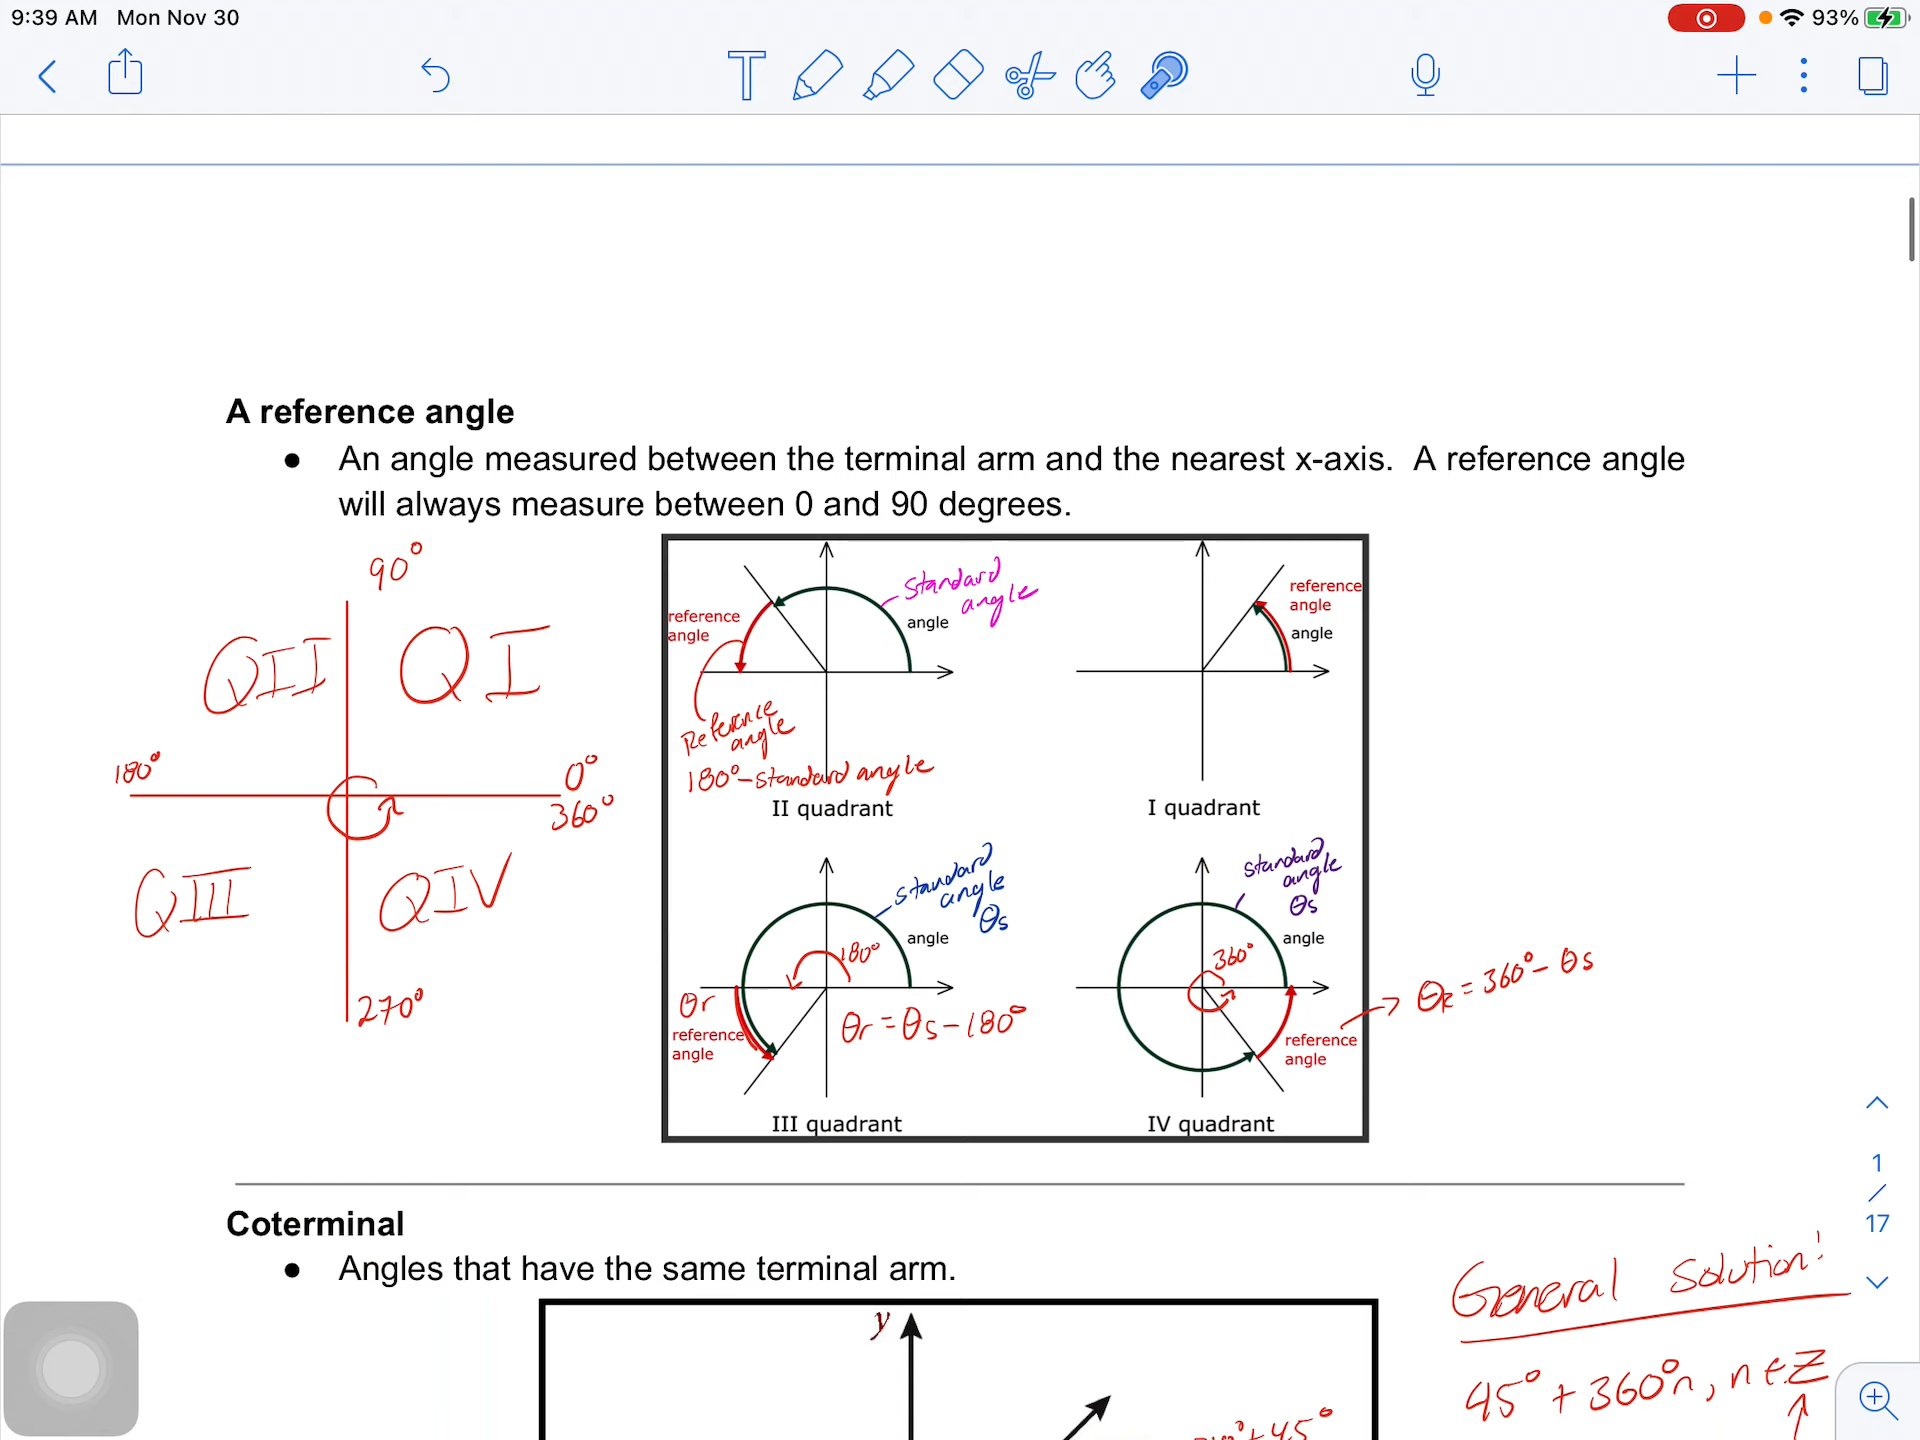 9:39 AM Mon Nov 30
93%
T
A reference angle
● An angle measured between the terminal arm and the nearest x-axis. A reference angle
will always measure between 0 and 90 degrees.
90°
QII
QI
180°
0°
360°
QIII
QIV
270°
standard
angle
angle
reference
angle
Reference
angle
180° - standard angle
II quadrant
reference
angle
angle
I quadrant
standard
angle
θs
angle
180°
θr
reference
angle
θr = θs - 180°
III quadrant
standard
angle
θs
angle
360°
reference
angle
IV quadrant
→ θR = 360° - θs
Coterminal
● Angles that have the same terminal arm.
y
General Solution:
45° + 360°n, n ∈ Z
+ 45°
1
/
17